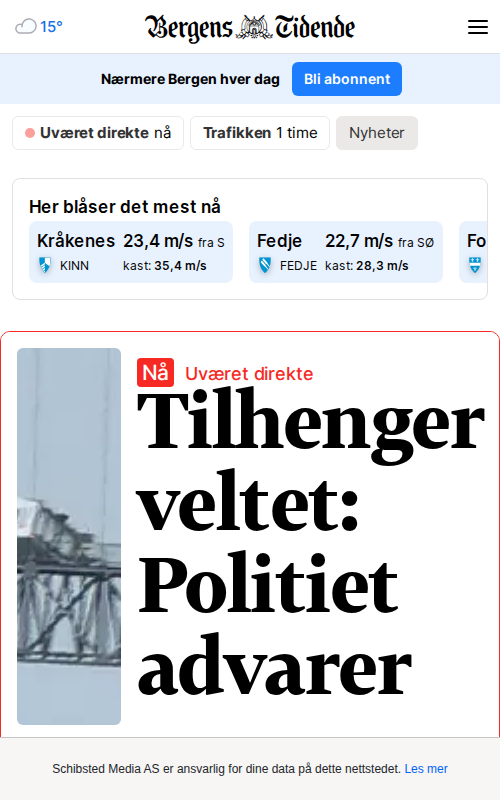 15°
Bergens Tidende
Nærmere Bergen hver dag
Bli abonnent
Uværet direkte nå
Trafikken 1 time
Nyheter
Her blåser det mest nå
Kråkenes 23,4 m/s fra S
KINN kast: 35,4 m/s
Fedje 22,7 m/s fra SØ
FEDJE kast: 28,3 m/s
Fo
Nå Uværet direkte
Tilhenger
veltet:
Politiet
advarer
Schibsted Media AS er ansvarlig for dine data på dette nettstedet. Les mer